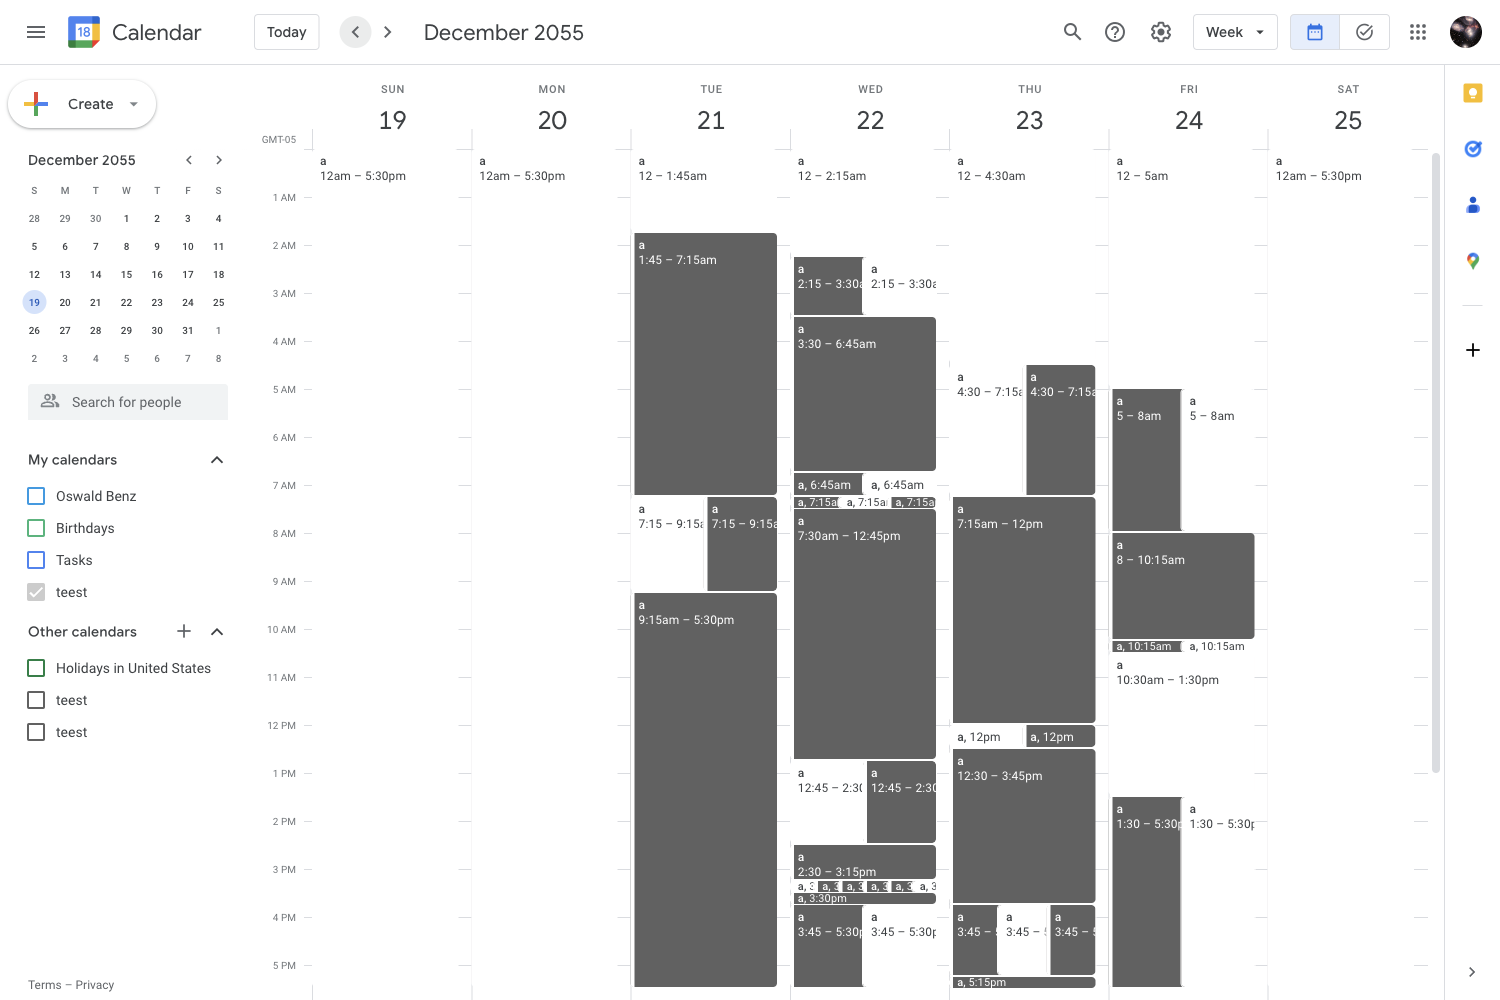 18
Calendar
Today
December 2055
Week
Create
December 2055
S M T W T F S
28 29 30 1 2 3 4
5 6 7 8 9 10 11
12 13 14 15 16 17 18
19 20 21 22 23 24 25
26 27 28 29 30 31 1
2 3 4 5 6 7 8
Search for people
My calendars
Oswald Benz
Birthdays
Tasks
teest
Other calendars
Holidays in United States
teest
teest
Terms – Privacy
GMT-05
SUN MON TUE WED THU FRI SAT
19 20 21 22 23 24 25
1 AM
2 AM
3 AM
4 AM
5 AM
6 AM
7 AM
8 AM
9 AM
10 AM
11 AM
12 PM
1 PM
2 PM
3 PM
4 PM
5 PM
a
12am – 5:30pm
a
12am – 5:30pm
a
12 – 1:45am
a
1:45 – 7:15am
a
7:15 – 9:15a
a
7:15 – 9:15a
a
9:15am – 5:30pm
a
12 – 2:15am
a
2:15 – 3:30a
a
2:15 – 3:30a
a
3:30 – 6:45am
a, 6:45am
a, 6:45am
a, 7:15a
a, 7:15a
a, 7:15a
a
7:30am – 12:45pm
a
12:45 – 2:30
a
12:45 – 2:30
a
2:30 – 3:15pm
a, 3
a, 3
a, 3
a, 3
a, 3
a, 3
a, 3:30pm
a
3:45 – 5:30p
a
3:45 – 5:30p
a
12 – 4:30am
a
4:30 – 7:15a
a
4:30 – 7:15a
a
7:15am – 12pm
a, 12pm
a, 12pm
a
12:30 – 3:45pm
a
3:45 – 5
a
3:45 – 5
a
3:45 – 5
a, 5:15pm
a
12 – 5am
a
5 – 8am
a
5 – 8am
a
8 – 10:15am
a, 10:15am
a, 10:15am
a
10:30am – 1:30pm
a
1:30 – 5:30p
a
1:30 – 5:30p
a
12am – 5:30pm